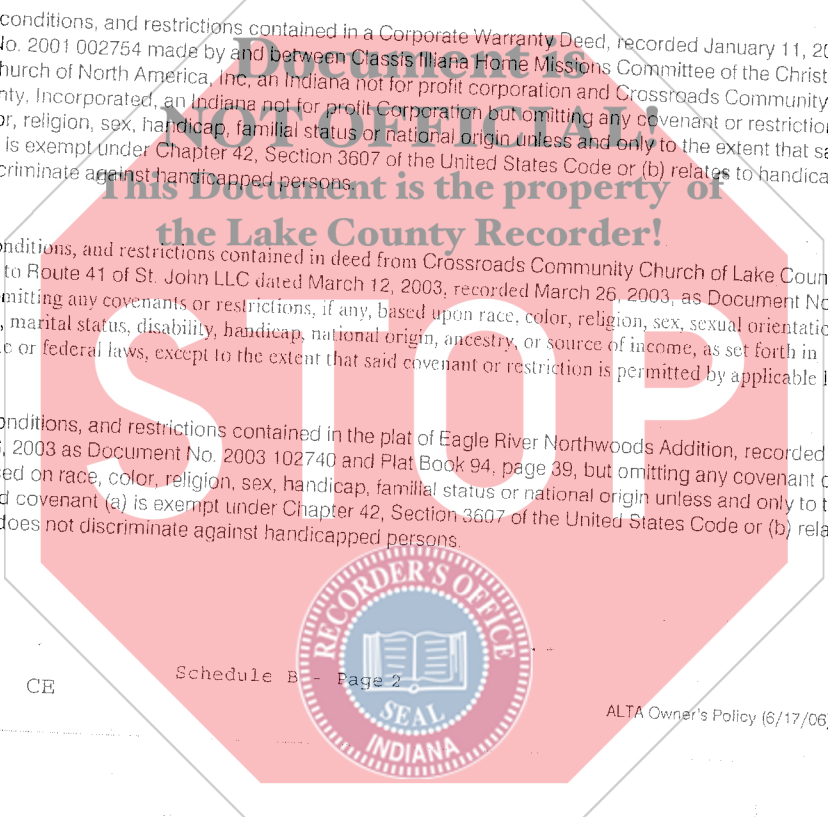 conditions, and restrictions contained in a Corporate Warranty Deed, recorded January 11, 20
No. 2001 002754 made by and between Classis Illiana Home Missions Committee of the Christ
hurch of North America, Inc, an Indiana not for profit corporation and Crossroads Community
nty, Incorporated, an Indiana not for profit Corporation but omitting any covenant or restriction
or, religion, sex, handicap, familial status or national origin unless and only to the extent that sa
is exempt under Chapter 42, Section 3607 of the United States Code or (b) relates to handica
criminate against handicapped persons.
Document is
NOT OFFICIAL!
This Document is the property of
the Lake County Recorder!
onditions, and restrictions contained in deed from Crossroads Community Church of Lake Coun
to Route 41 of St. John LLC dated March 12, 2003, recorded March 26, 2003, as Document No
mitting any covenants or restrictions, if any, based upon race, color, religion, sex, sexual orientatio
, marital status, disability, handicap, national origin, ancestry, or source of income, as set forth in
c or federal laws, except to the extent that said covenant or restriction is permitted by applicable l
STOP
onditions, and restrictions contained in the plat of Eagle River Northwoods Addition, recorded
, 2003 as Document No. 2003 102740 and Plat Book 94, page 39, but omitting any covenant o
sed on race, color, religion, sex, handicap, familial status or national origin unless and only to t
d covenant (a) is exempt under Chapter 42, Section 3607 of the United States Code or (b) rela
does not discriminate against handicapped persons.
RECORDER'S OFFICE
SEAL
INDIANA
Schedule B - Page 2
CE
ALTA Owner's Policy (6/17/06)